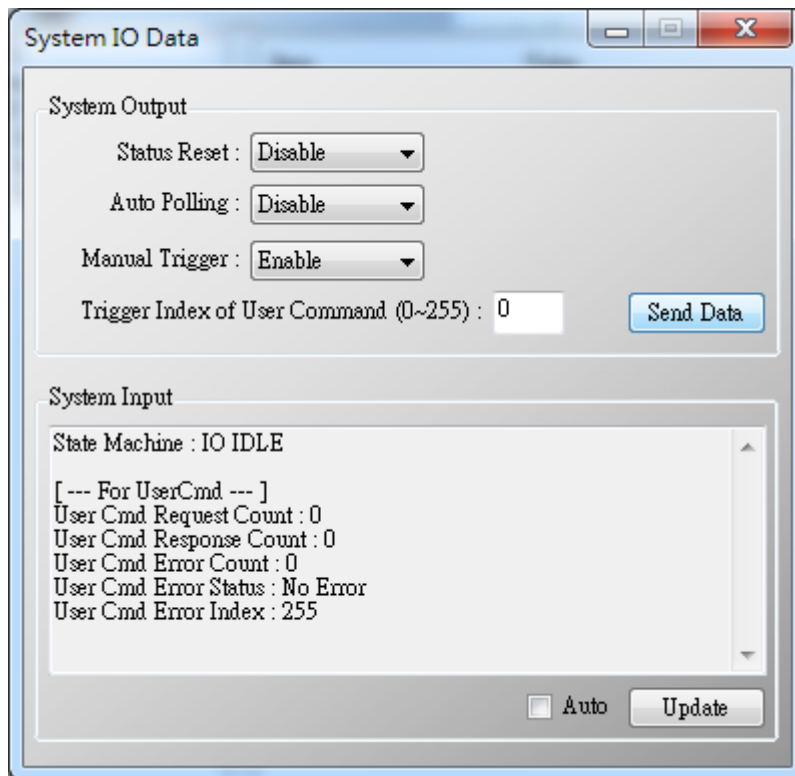 System IO Data
System Output
Status Reset : Disable
Auto Polling : Disable
Manual Trigger : Enable
Trigger Index of User Command (0~255) : 0 Send Data
System Input
State Machine : IO IDLE
[ --- For UserCmd --- ]
User Cmd Request Count : 0
User Cmd Response Count : 0
User Cmd Error Count : 0
User Cmd Error Status : No Error
User Cmd Error Index : 255
Auto Update